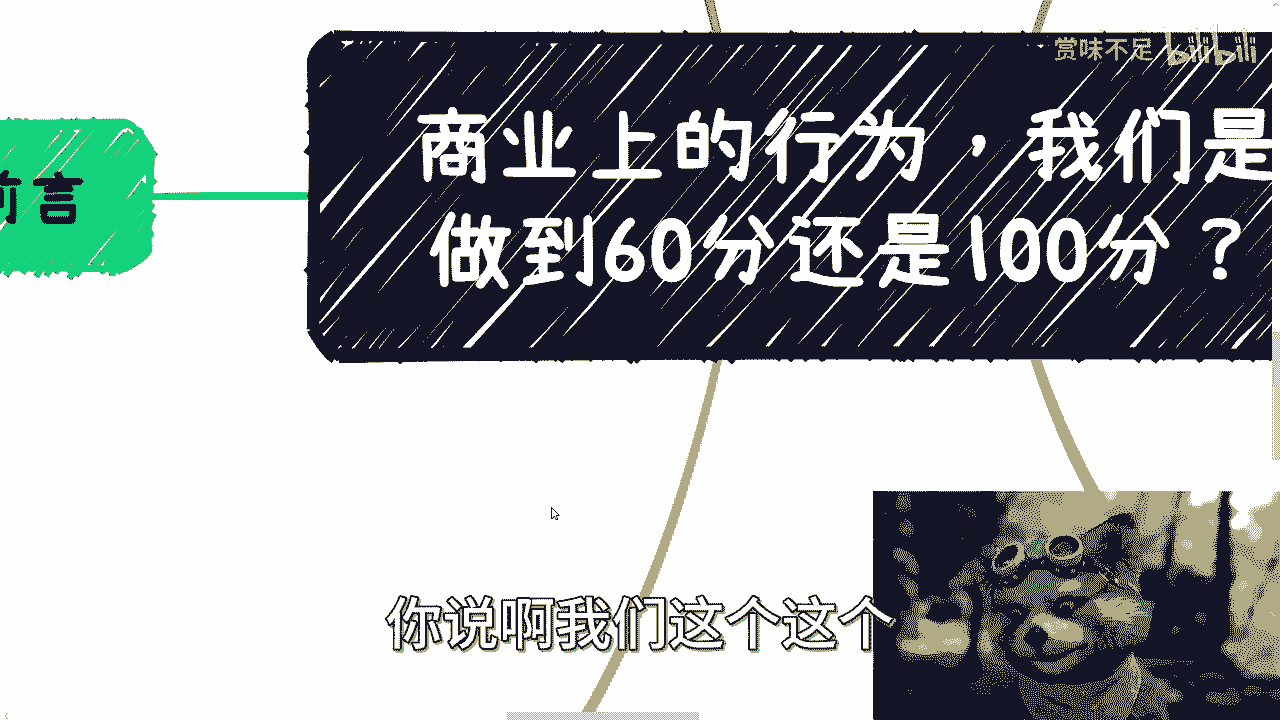 赏味不足 bilibili
商业上的行为，我们是
做到60分还是100分？
前言
你说啊我们这个这个